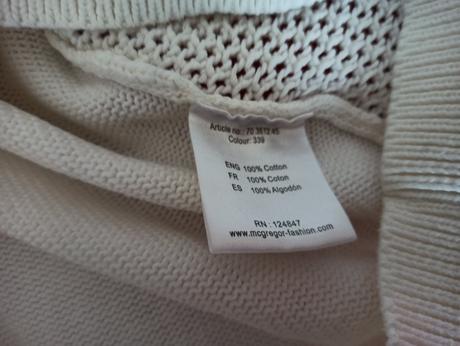 Article no.: 70 3612 45
Colour: 339
ENG 100% Cotton
FR 100% Coton
ES 100% Algodón
RN: 124847
www.mcgregor-fashion.com